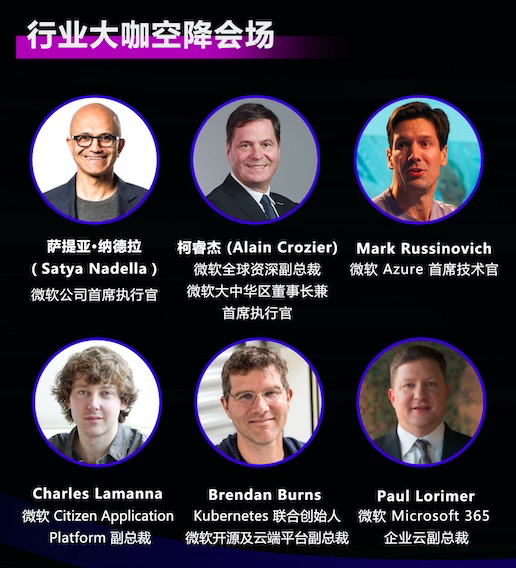 行业大咖空降会场
萨提亚·纳德拉
(Satya Nadella)
微软公司首席执行官
柯睿杰 (Alain Crozier)
微软全球资深副总裁
微软大中华区董事长兼
首席执行官
Mark Russinovich
微软 Azure 首席技术官
Charles Lamanna
微软 Citizen Application
Platform 副总裁
Brendan Burns
Kubernetes 联合创始人
微软开源及云端平台副总裁
Paul Lorimer
微软 Microsoft 365
企业云副总裁